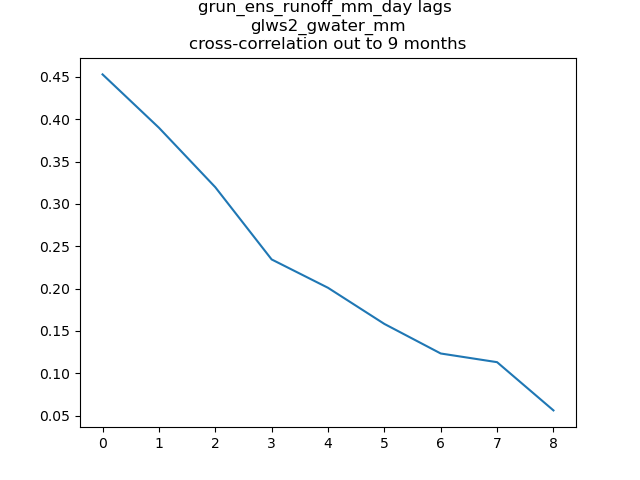 grun_ens_runoff_mm_day lags
glws2_gwater_mm
cross-correlation out to 9 months
0.45
0.40
0.35
0.30
0.25
0.20
0.15
0.10
0.05
0 1 2 3 4 5 6 7 8